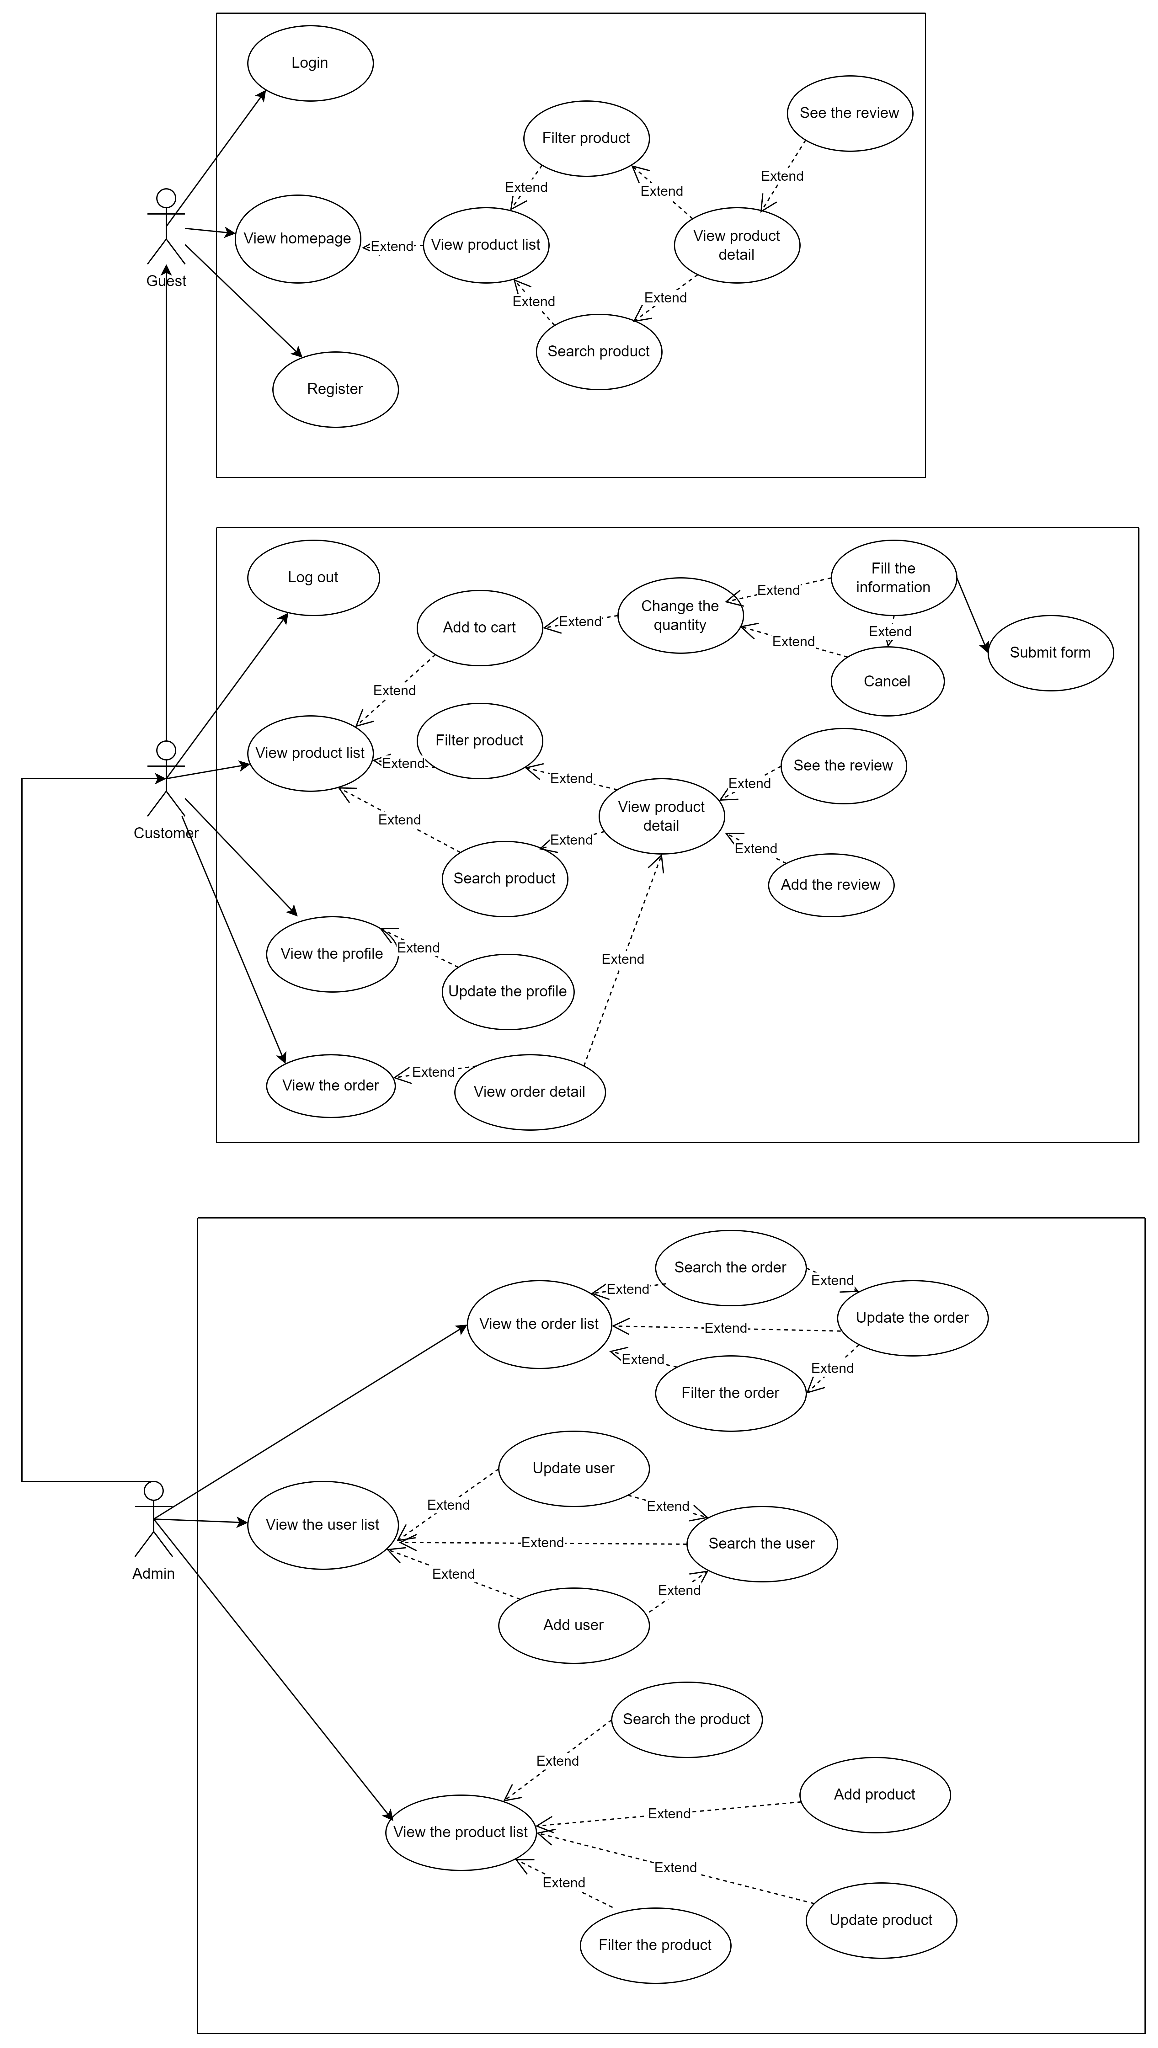 Login
See the review
Filter product
Extend
Extend
Extend
View homepage
Extend
View product list
View product
detail
Guest
Extend
Extend
Search product
Register
Log out
Fill the
information
Extend
Change the
quantity
Add to cart
Extend
Extend
Extend
Submit form
Cancel
Extend
Filter product
View product list
Extend
See the review
Extend
Extend
View product
detail
Extend
Customer
Extend
Extend
Search product
Add the review
View the profile
Extend
Update the profile
Extend
View the order
Extend
View order detail
Search the order
Extend
Extend
Update the order
View the order list
Extend
Extend
Extend
Filter the order
Update user
Extend
Extend
View the user list
Extend
Search the user
Admin
Extend
Extend
Add user
Search the product
Extend
Add product
Extend
View the product list
Extend
Extend
Update product
Filter the product